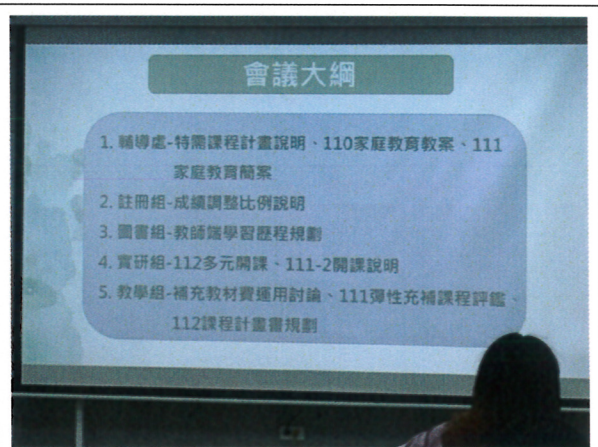 會議大綱
1. 輔導處-特需課程計畫說明、110家庭教育教案、111
家庭教育簡案
2. 註冊組-成績調整比例說明
3. 圖書組-教師端學習歷程規劃
4. 實研組-112多元開課、111-2開課說明
5. 教學組-補充教材費運用討論、111彈性充補課程評鑑、
112課程計畫書規劃